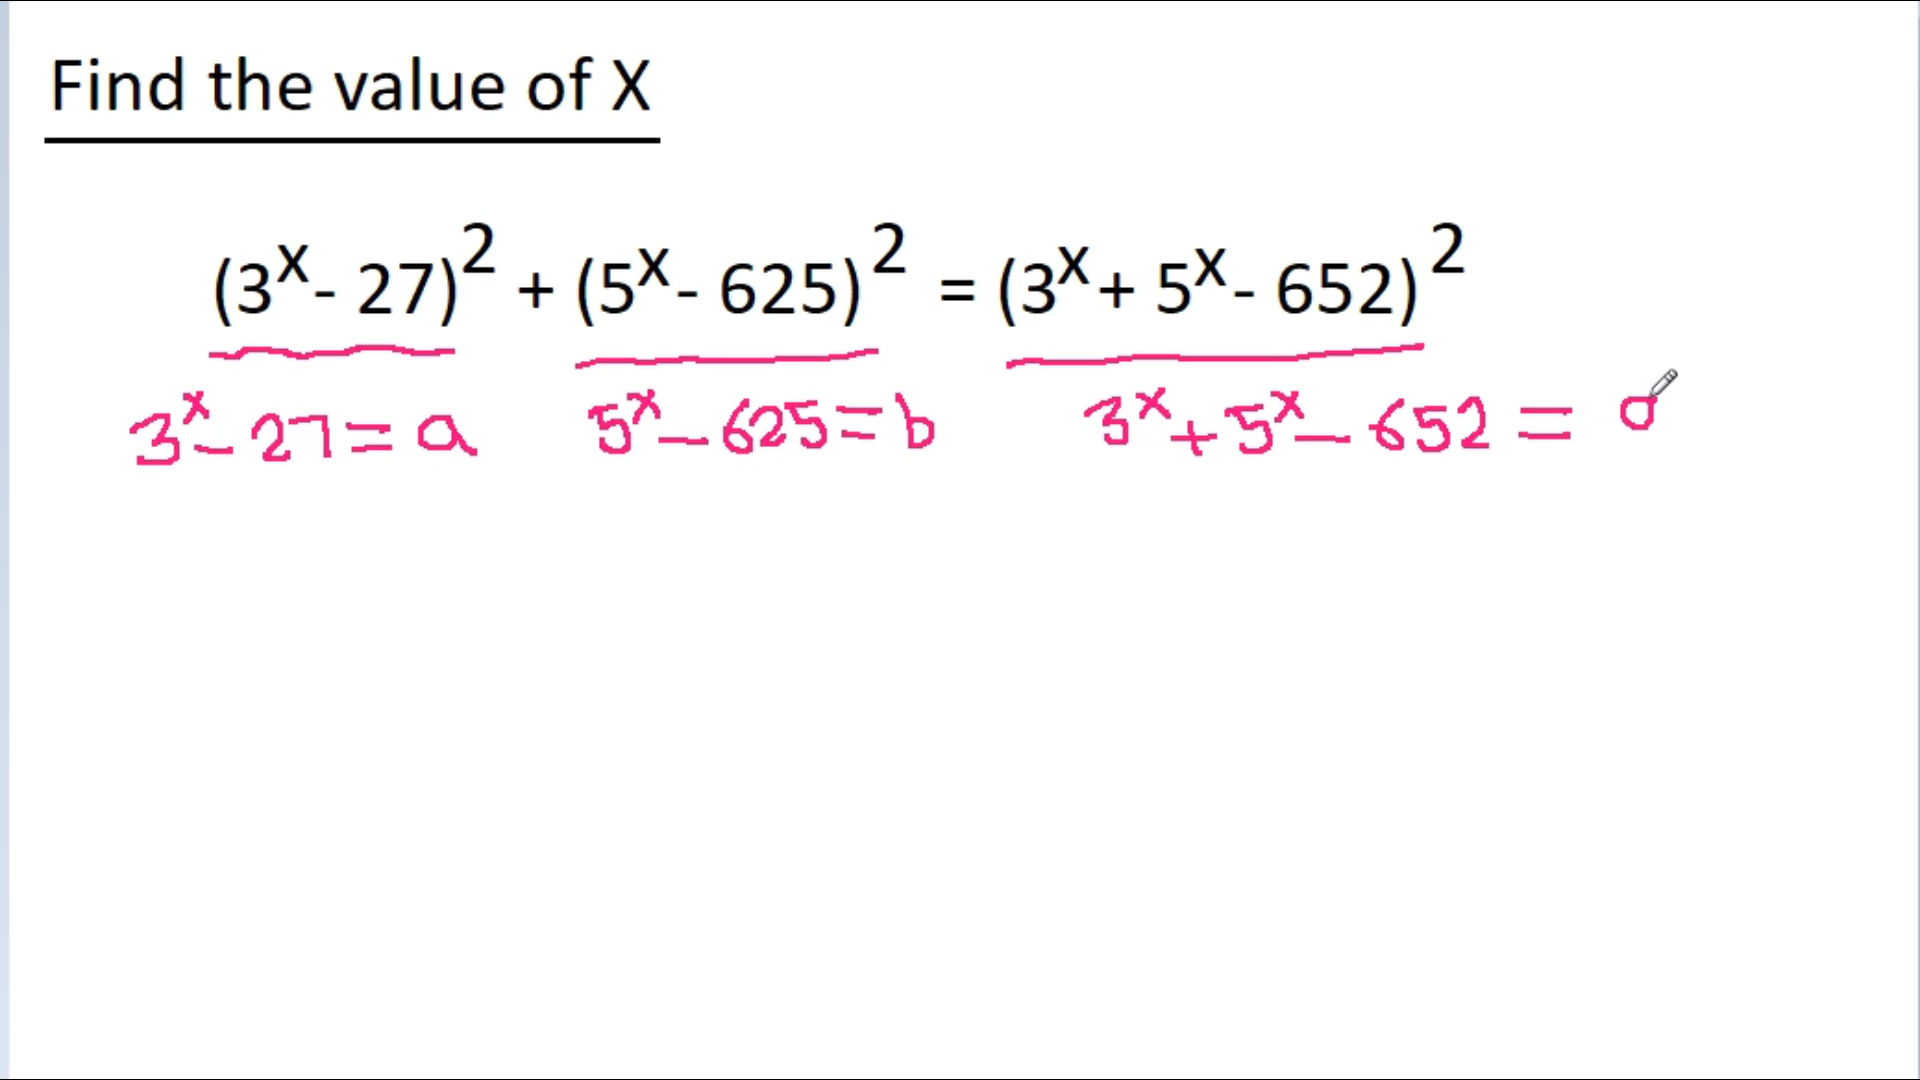 Find the value of X
(3ˣ- 27)² + (5ˣ- 625)² = (3ˣ+ 5ˣ- 652)²
3ˣ-27=a 5ˣ-625=b 3ˣ+5ˣ-652=